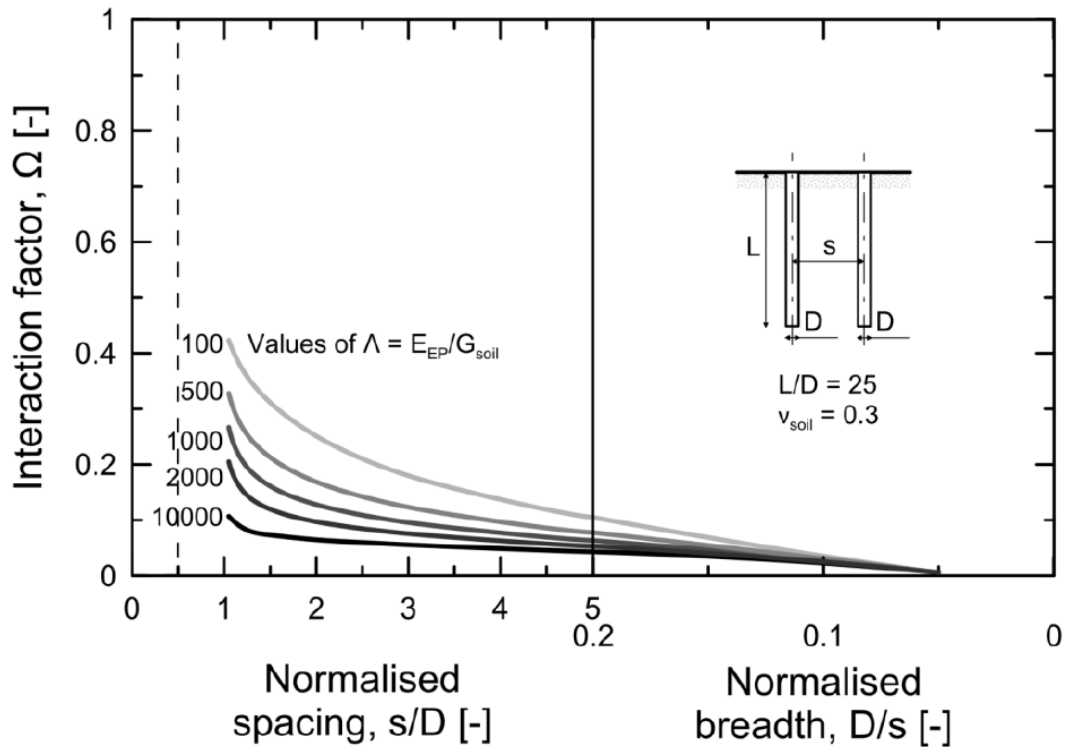 Interaction factor, Ω [-]
1
0.8
0.6
0.4
0.2
0
100 Values of Λ = E_EP/G_soil
500
1000
2000
10000
L
s
D D
L/D = 25
ν_soil = 0.3
0 1 2 3 4 5
0.2 0.1 0
Normalised
spacing, s/D [-]
Normalised
breadth, D/s [-]